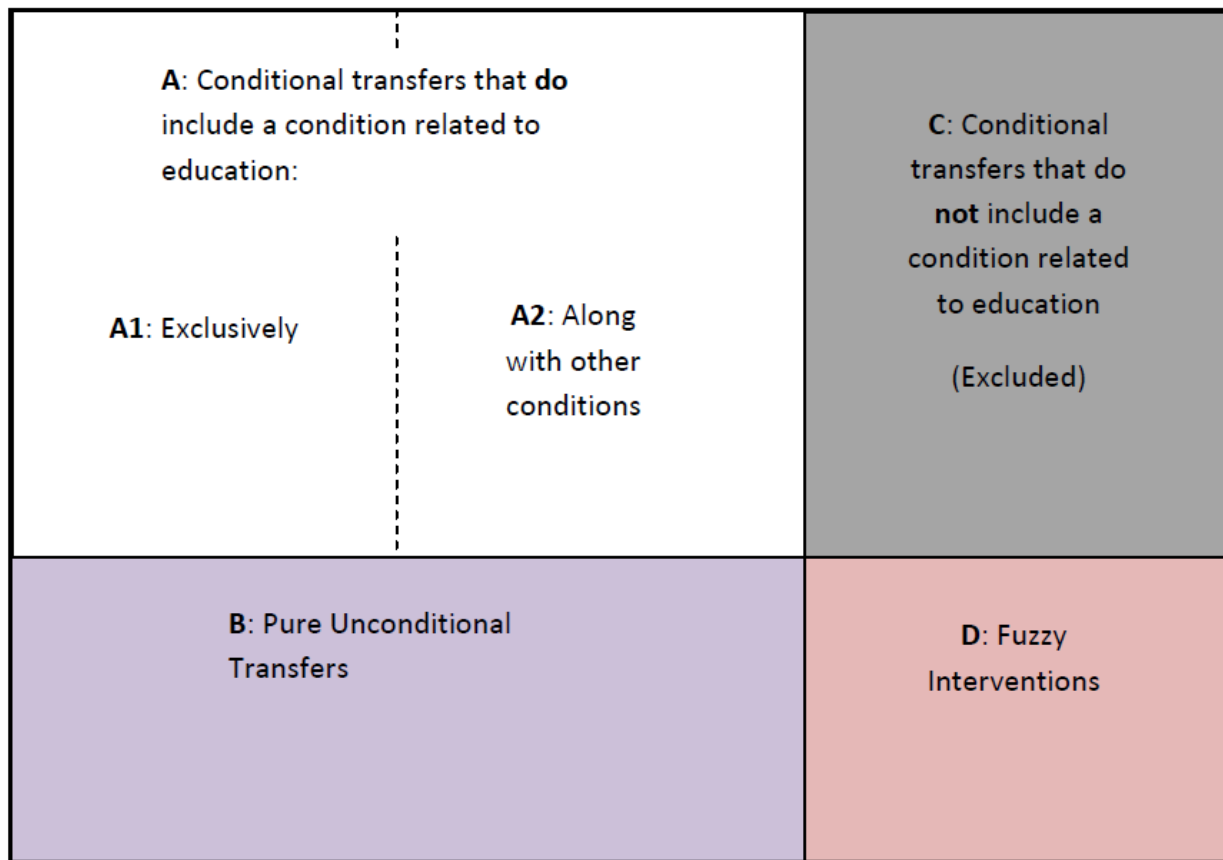 A: Conditional transfers that do
include a condition related to
education:
A1: Exclusively
A2: Along
with other
conditions
C: Conditional
transfers that do
not include a
condition related
to education
(Excluded)
B: Pure Unconditional
Transfers
D: Fuzzy
Interventions